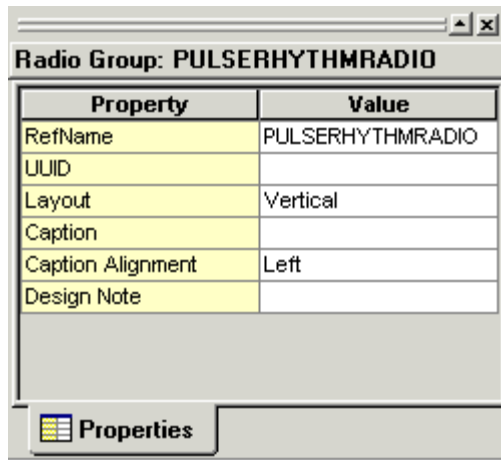 Radio Group: PULSERHYTHMRADIO
Property Value
RefName PULSERHYTHMRADIO
UUID
Layout Vertical
Caption
Caption Alignment Left
Design Note
Properties